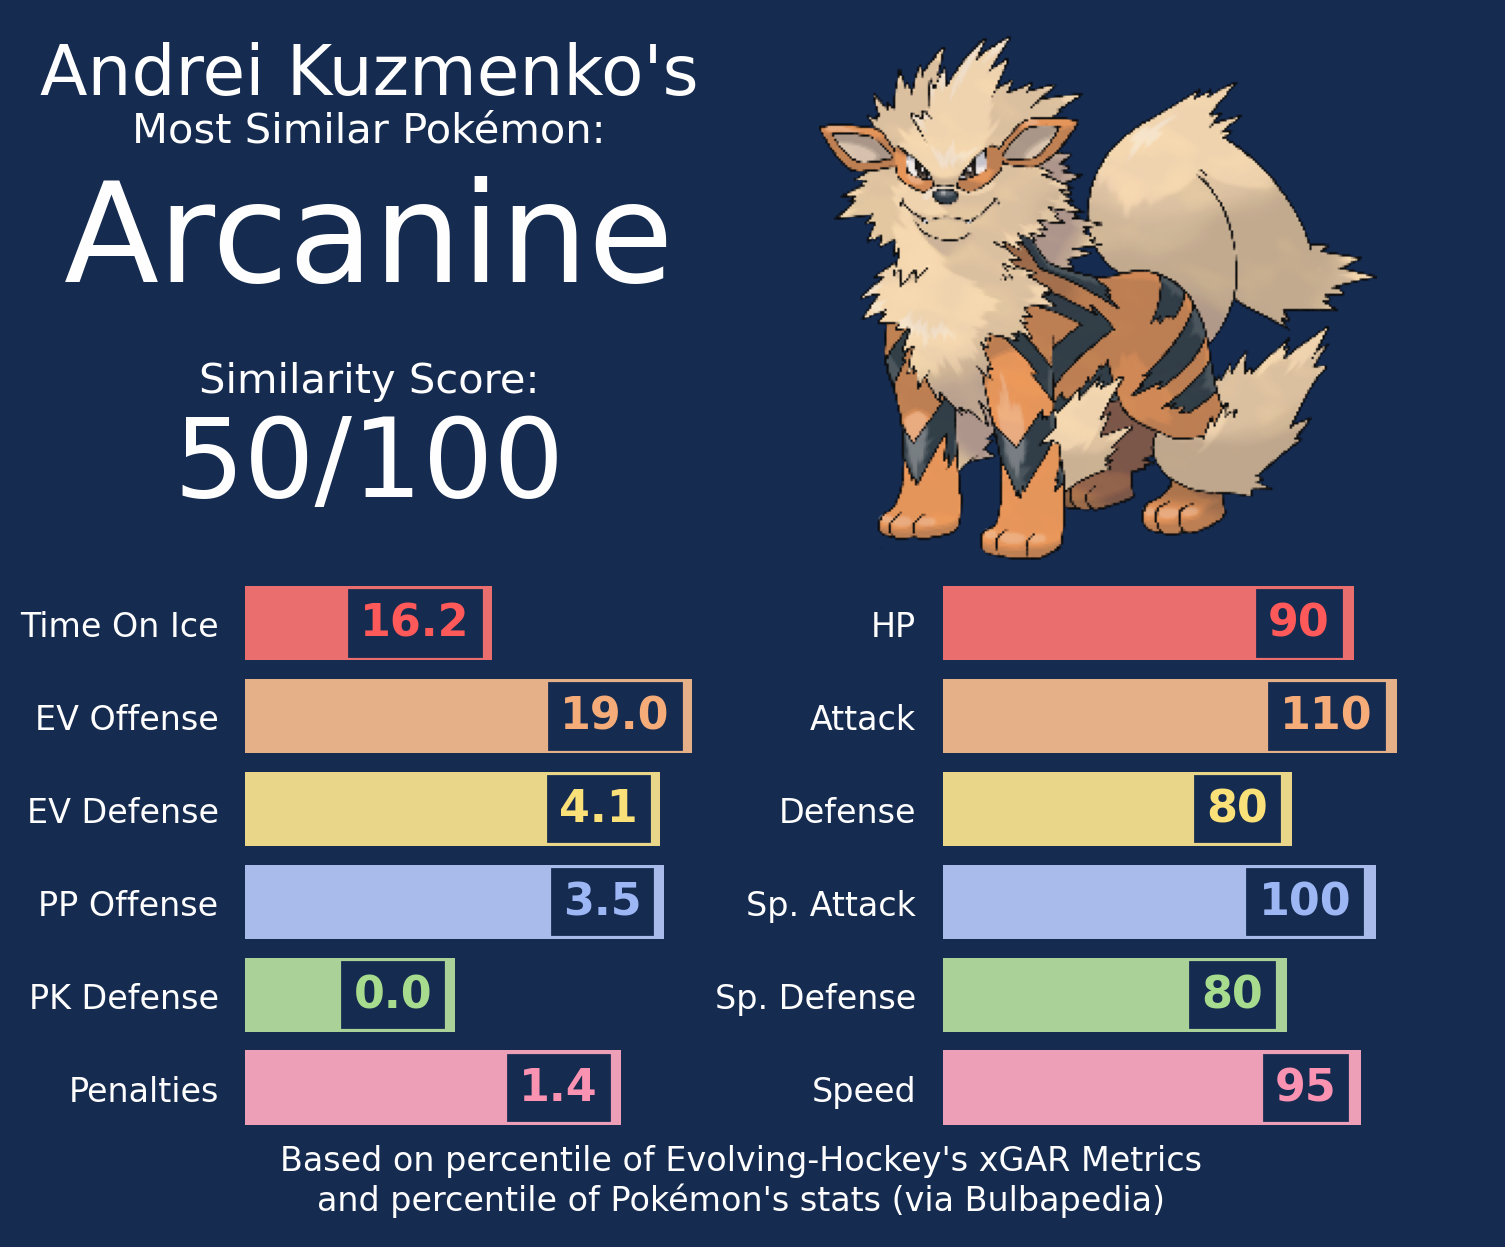 Andrei Kuzmenko's
Most Similar Pokémon:
Arcanine
Similarity Score:
50/100
Time On Ice 16.2
EV Offense 19.0
EV Defense 4.1
PP Offense 3.5
PK Defense 0.0
Penalties 1.4
HP 90
Attack 110
Defense 80
Sp. Attack 100
Sp. Defense 80
Speed 95
Based on percentile of Evolving-Hockey's xGAR Metrics
and percentile of Pokémon's stats (via Bulbapedia)